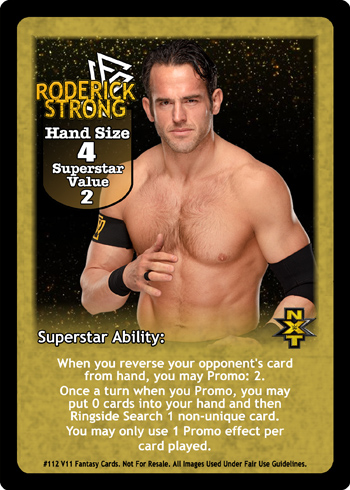 RODERICK
STRONG
Hand Size
4
Superstar
Value
2
NXT
Superstar Ability:
When you reverse your opponent's card
from hand, you may Promo: 2.
Once a turn when you Promo, you may
put 0 cards into your hand and then
Ringside Search 1 non-unique card.
You may only use 1 Promo effect per
card played.
#112 V11 Fantasy Cards. Not For Resale. All Images Used Under Fair Use Guidelines.